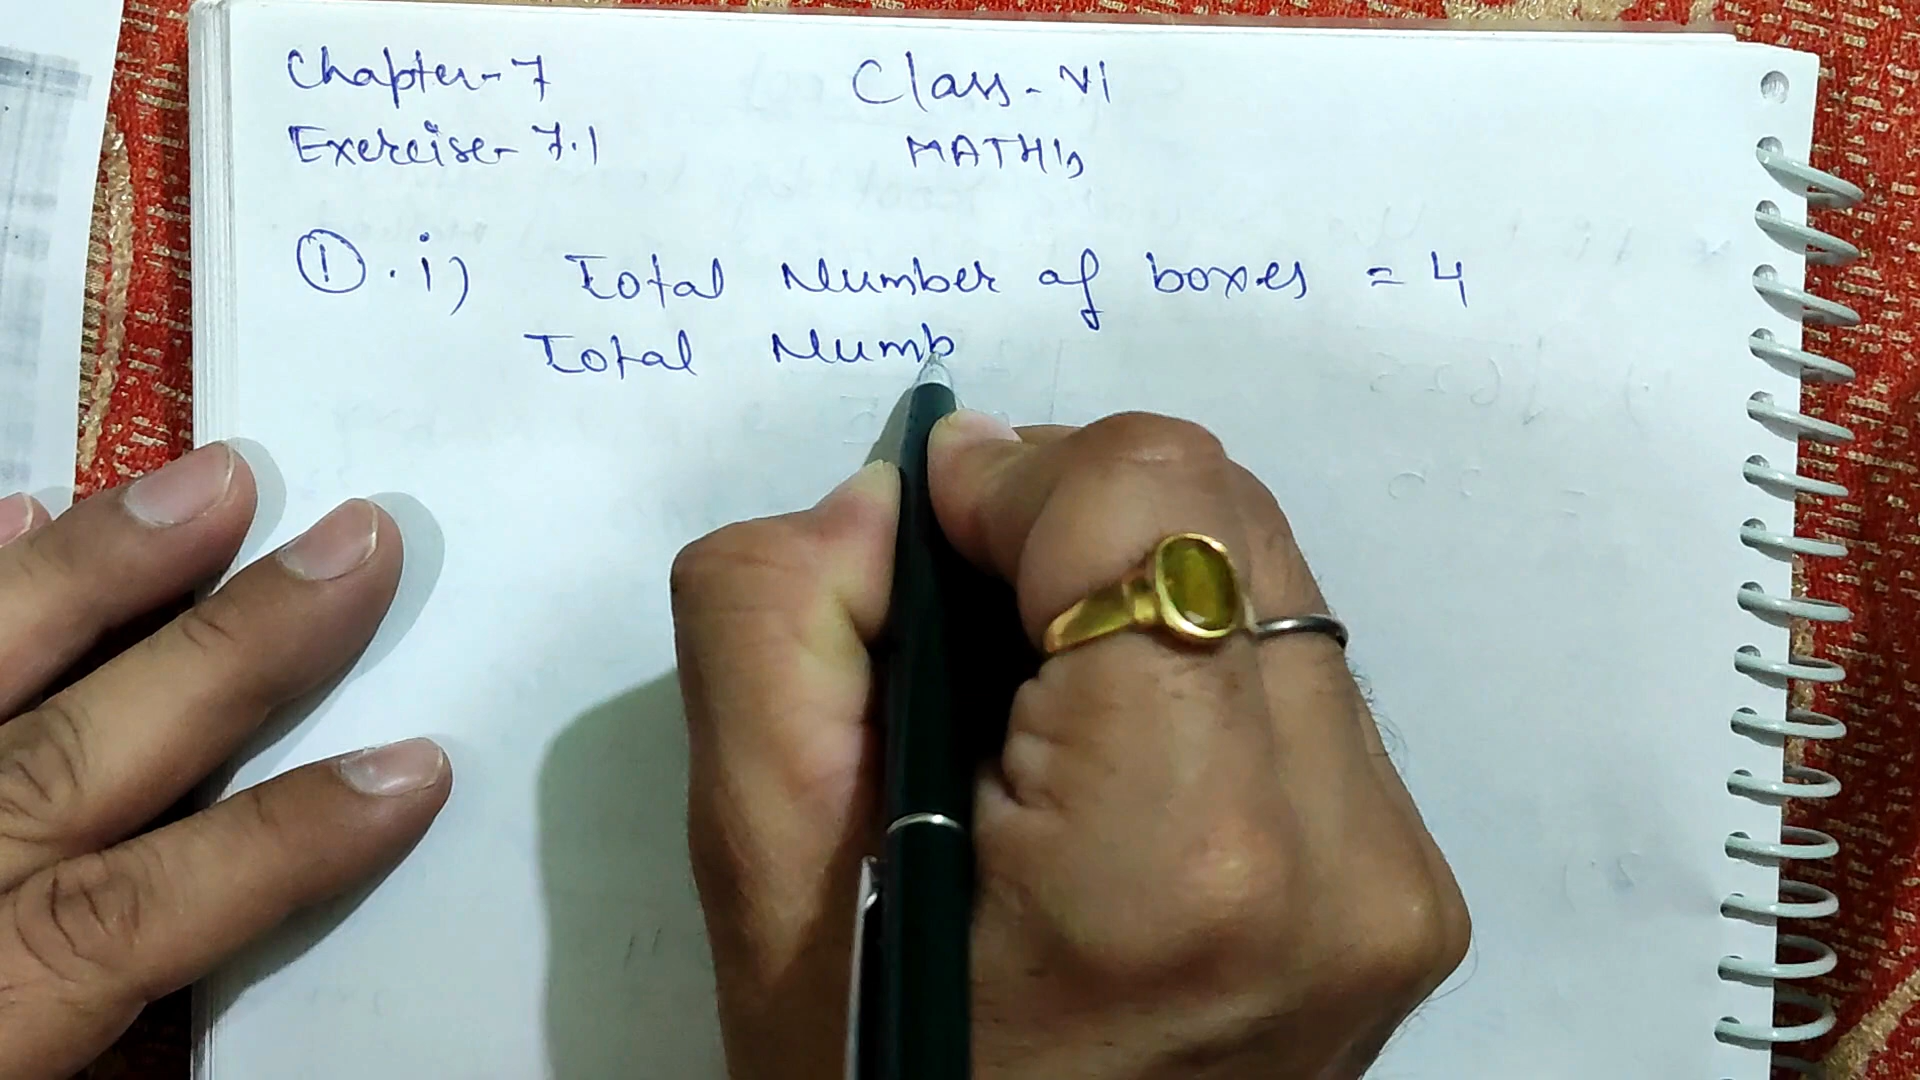 Chapter-7 Class-VI
Exercise-7.1 MATHS
① . i) Total Number of boxes = 4
Total Numb